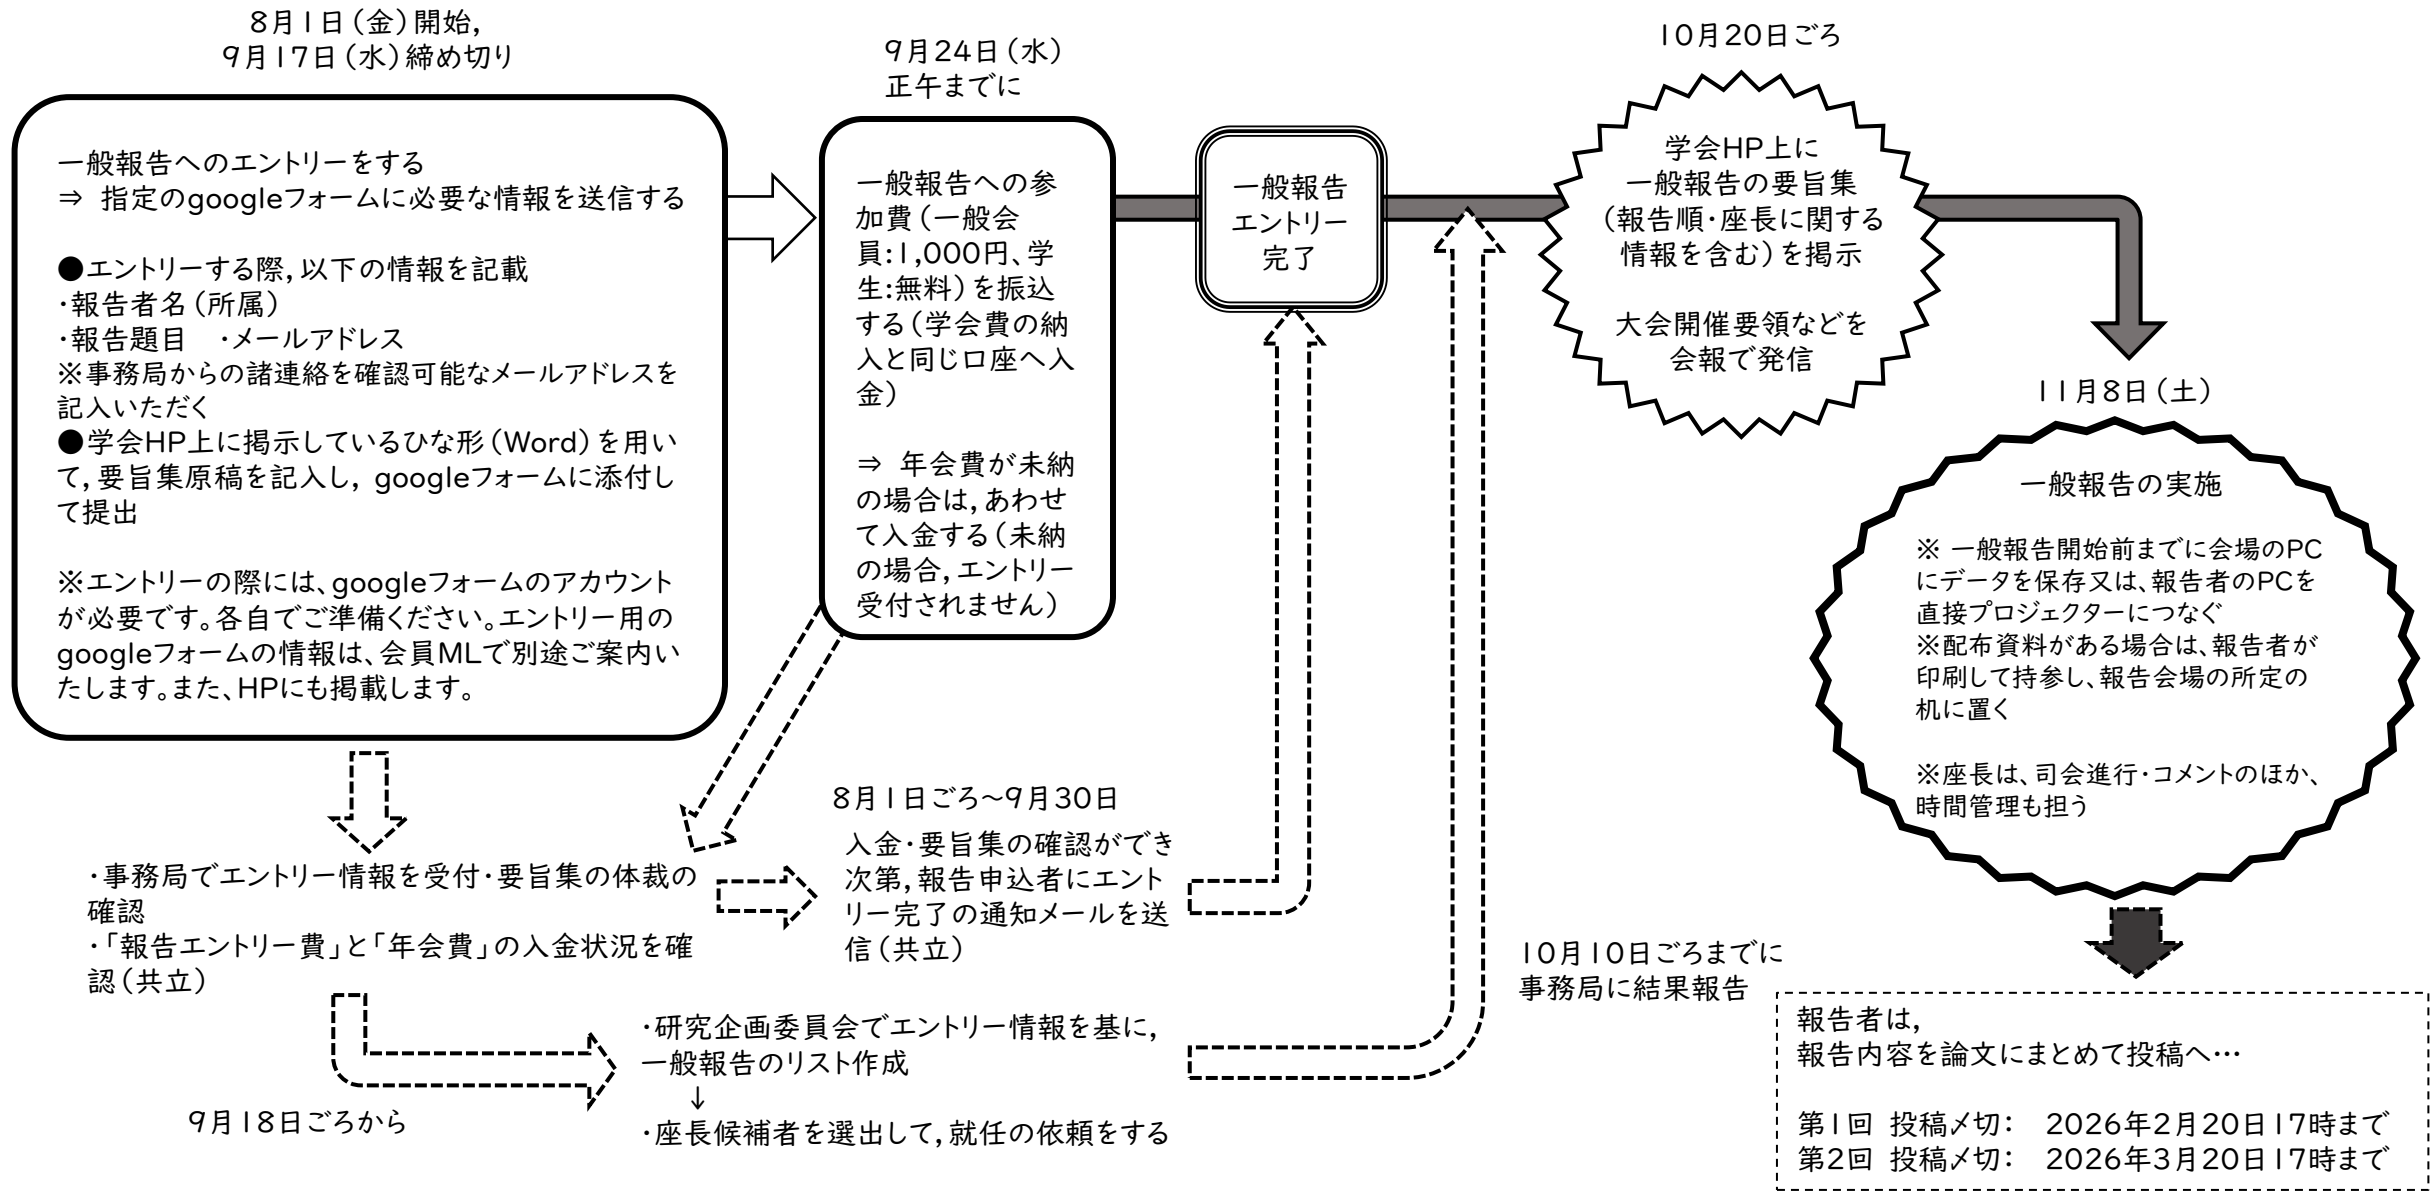 8月1日（金）開始，
9月17日（水）締め切り
一般報告へのエントリーをする
⇒ 指定のgoogleフォームに必要な情報を送信する
●エントリーする際，以下の情報を記載
・報告者名（所属）
・報告題目　・メールアドレス
※事務局からの諸連絡を確認可能なメールアドレスを
記入いただく
●学会HP上に掲示しているひな形（Word）を用い
て，要旨集原稿を記入し，googleフォームに添付し
て提出
※エントリーの際には、googleフォームのアカウント
が必要です。各自でご準備ください。エントリー用の
googleフォームの情報は、会員MLで別途ご案内い
たします。また、HPにも掲載します。
9月24日（水）
正午までに
一般報告への参
加費（一般会
員:1,000円、学
生:無料）を振込
する（学会費の納
入と同じ口座へ入
金）
⇒ 年会費が未納
の場合は，あわせ
て入金する（未納
の場合，エントリー
受付されません）
一般報告
エントリー
完了
10月20日ごろ
学会HP上に
一般報告の要旨集
（報告順・座長に関する
情報を含む）を掲示
大会開催要領などを
会報で発信
11月8日（土）
一般報告の実施
※ 一般報告開始前までに会場のPC
にデータを保存又は、報告者のPCを
直接プロジェクターにつなぐ
※配布資料がある場合は、報告者が
印刷して持参し、報告会場の所定の
机に置く
※座長は、司会進行・コメントのほか、
時間管理も担う
・事務局でエントリー情報を受付・要旨集の体裁の
確認
・「報告エントリー費」と「年会費」の入金状況を確
認（共立）
8月1日ごろ～9月30日
入金・要旨集の確認ができ
次第，報告申込者にエント
リー完了の通知メールを送
信（共立）
9月18日ごろから
・研究企画委員会でエントリー情報を基に，
一般報告のリスト作成
↓
・座長候補者を選出して，就任の依頼をする
10月10日ごろまでに
事務局に結果報告
報告者は，
報告内容を論文にまとめて投稿へ…
第1回 投稿〆切：　2026年2月20日17時まで
第2回 投稿〆切：　2026年3月20日17時まで